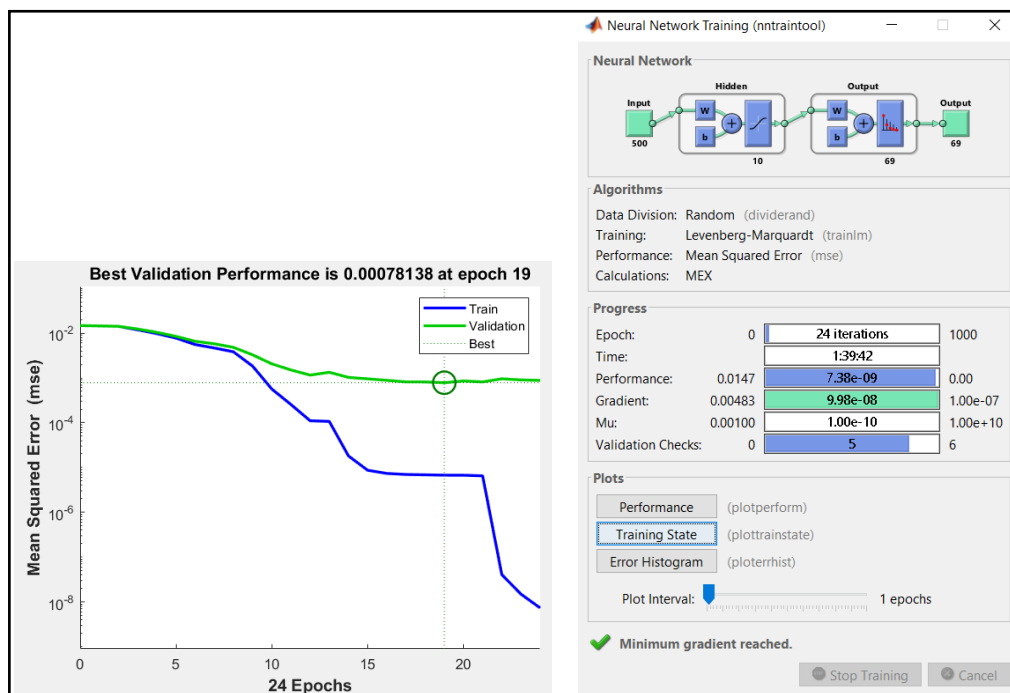 Best Validation Performance is 0.00078138 at epoch 19
Mean Squared Error (mse)
10-2
10-4
10-6
10-8
Train
Validation
Best
0 5 10 15 20
24 Epochs
Neural Network Training (nntraintool)
Neural Network
Hidden Output
Input Output
W W
b b
500 10 69 69
Algorithms
Data Division: Random (dividerand)
Training: Levenberg-Marquardt (trainlm)
Performance: Mean Squared Error (mse)
Calculations: MEX
Progress
Epoch: 0 24 iterations 1000
Time: 1:39:42
Performance: 0.0147 7.38e-09 0.00
Gradient: 0.00483 9.98e-08 1.00e-07
Mu: 0.00100 1.00e-10 1.00e+10
Validation Checks: 0 5 6
Plots
Performance (plotperform)
Training State (plottrainstate)
Error Histogram (ploterrhist)
Plot Interval: 1 epochs
Minimum gradient reached.
Stop Training Cancel